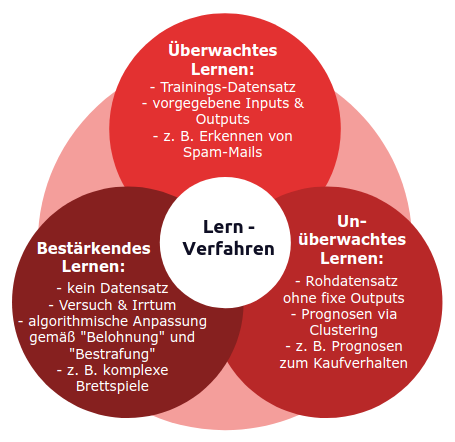 Überwachtes
Lernen:
- Trainings-Datensatz
- vorgegebene Inputs &
Outputs
- z. B. Erkennen von
Spam-Mails
Lern -
Verfahren
Bestärkendes
Lernen:
- kein Datensatz
- Versuch & Irrtum
- algorithmische Anpassung
gemäß "Belohnung" und
"Bestrafung"
- z. B. komplexe
Brettspiele
Un-
überwachtes
Lernen:
- Rohdatensatz
ohne fixe Outputs
- Prognosen via
Clustering
- z. B. Prognosen
zum Kaufverhalten